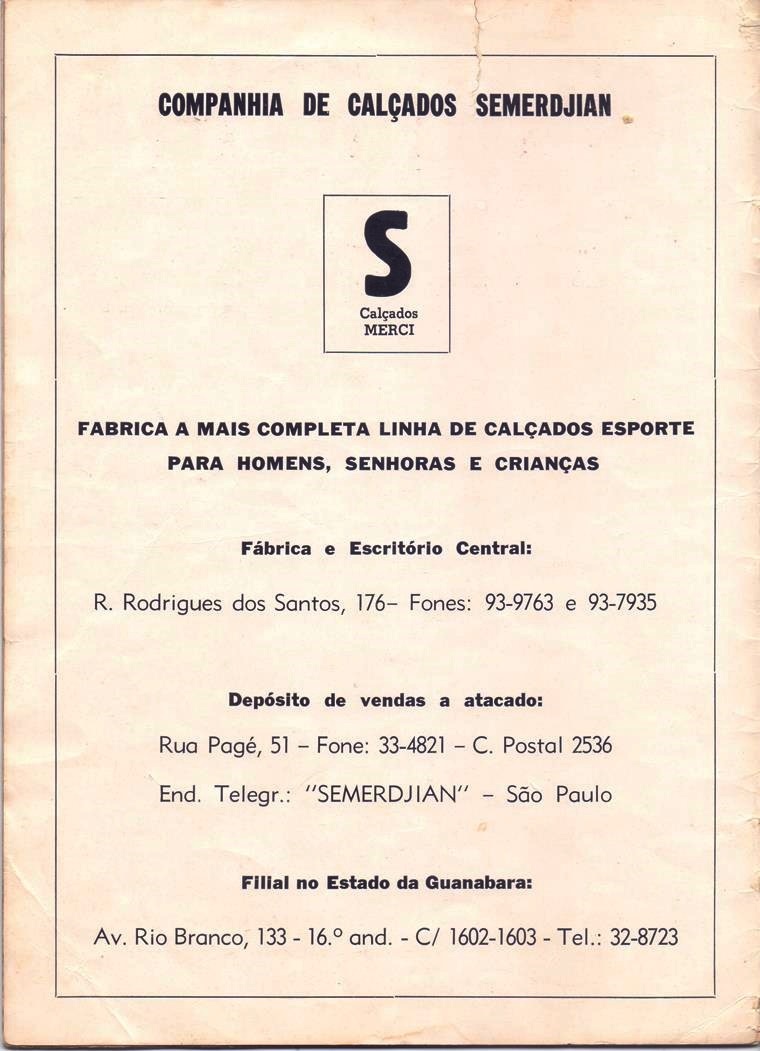 COMPANHIA DE CALÇADOS SEMERDJIAN
S
Calçados
MERCI
FABRICA A MAIS COMPLETA LINHA DE CALÇADOS ESPORTE
PARA HOMENS, SENHORAS E CRIANÇAS
Fábrica e Escritório Central:
R. Rodrigues dos Santos, 176– Fones: 93-9763 e 93-7935
Depósito de vendas a atacado:
Rua Pagé, 51 – Fone: 33-4821 – C. Postal 2536
End. Telegr.: "SEMERDJIAN" – São Paulo
Filial no Estado da Guanabara:
Av. Rio Branco, 133 - 16.º and. - C/ 1602-1603 - Tel.: 32-8723